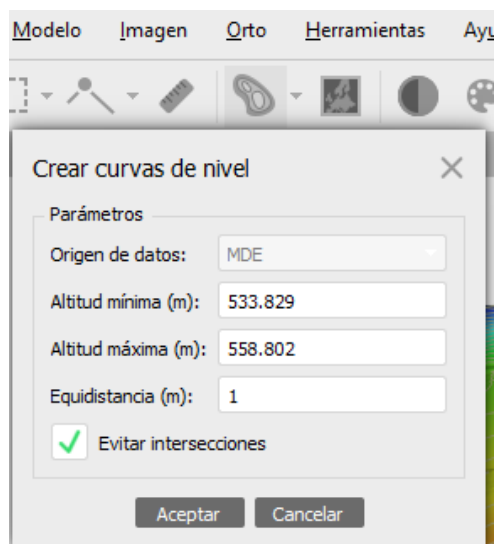 Modelo Imagen Orto Herramientas
Crear curvas de nivel
Parámetros
Origen de datos: MDE
Altitud mínima (m): 533.829
Altitud máxima (m): 558.802
Equidistancia (m): 1
Evitar intersecciones
Aceptar Cancelar